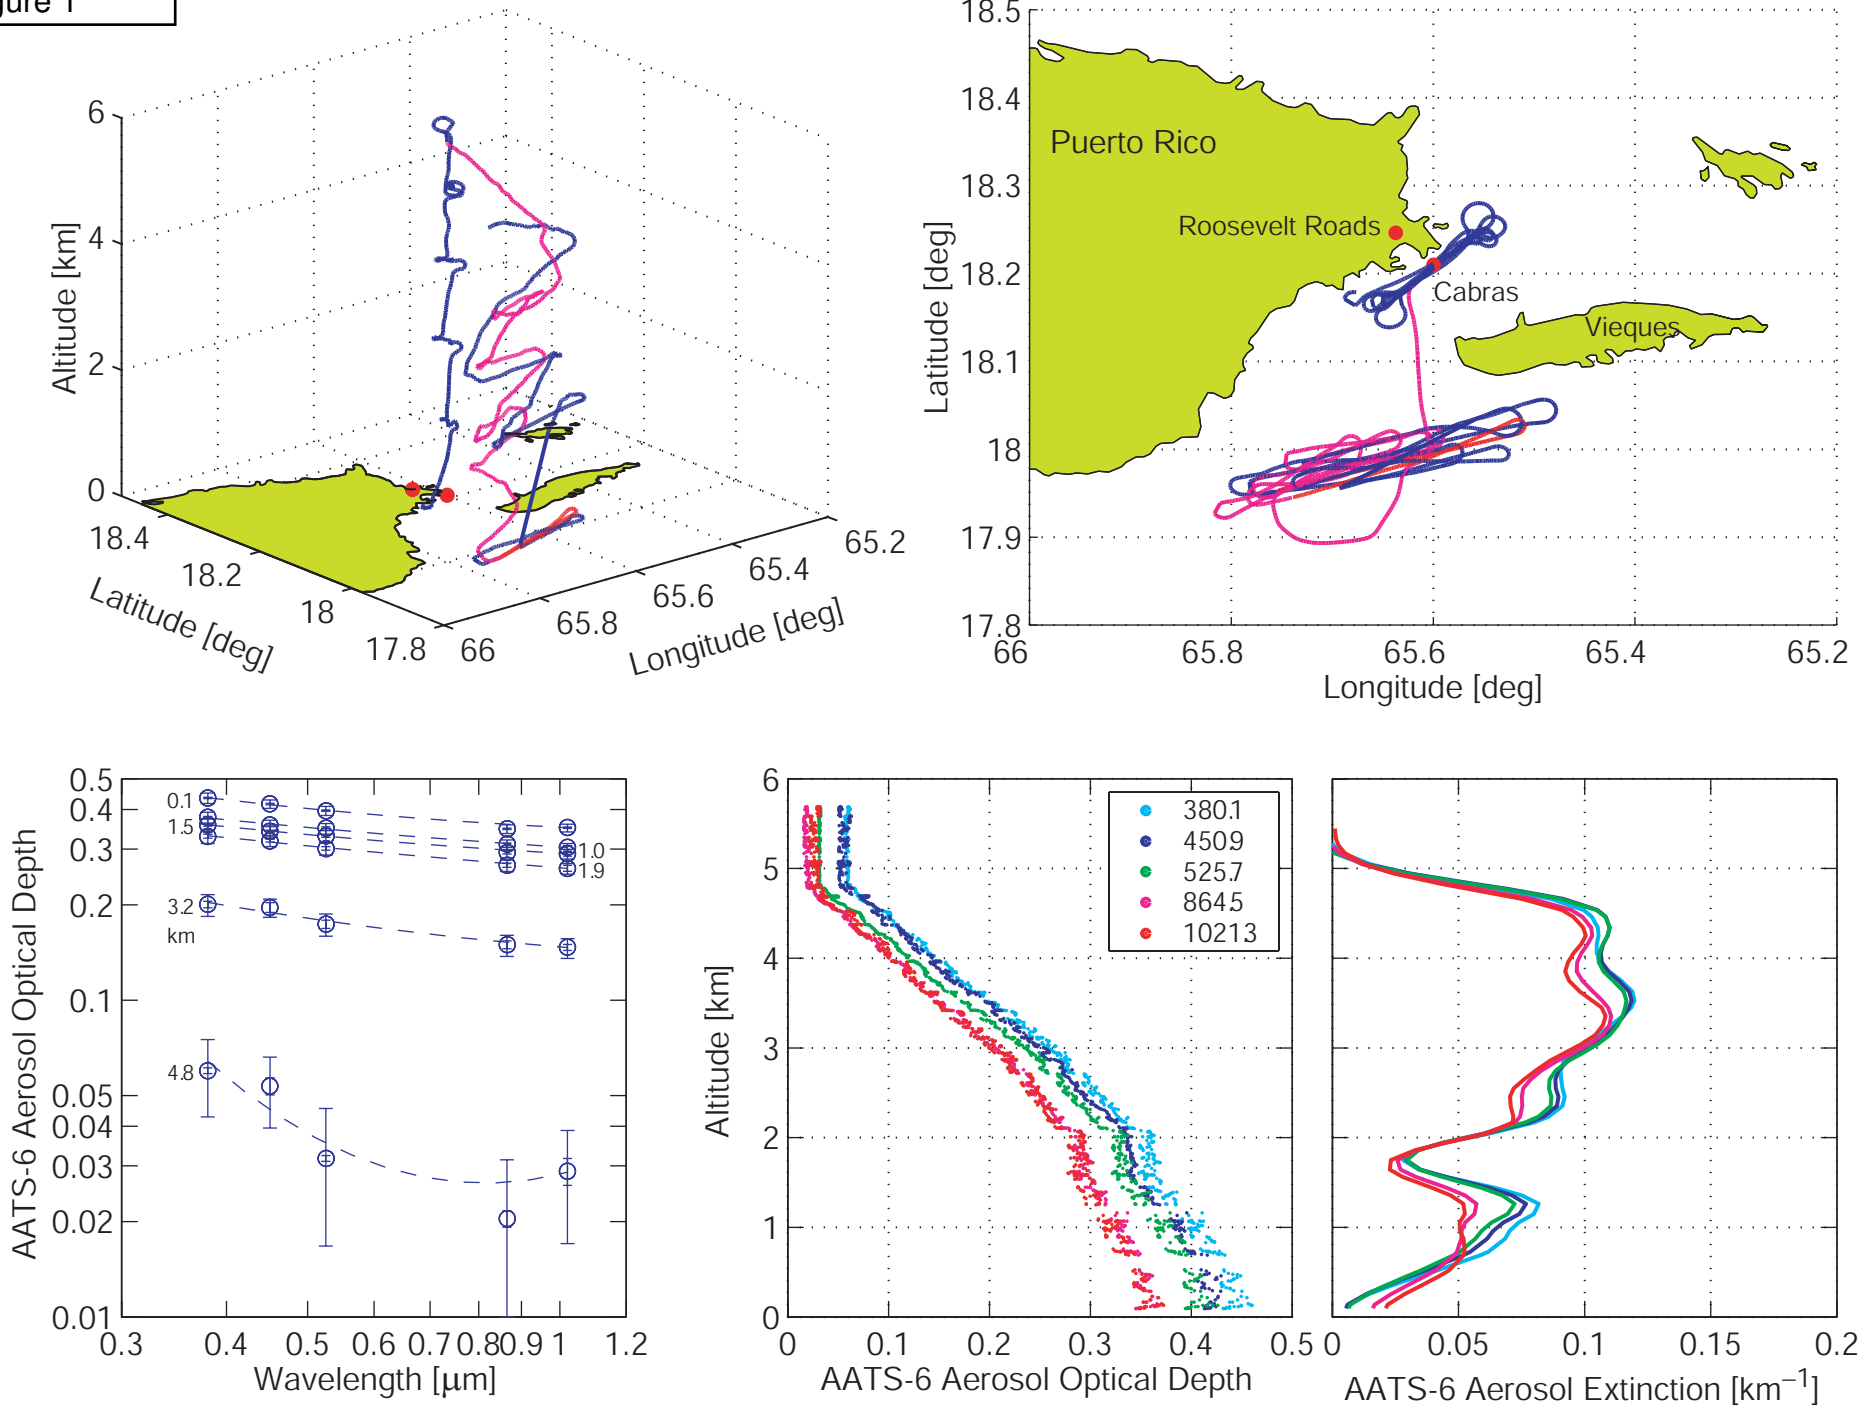 gure 1
6
4
2
0
Altitude [km]
18.4
18.2
18
17.8
Latitude [deg]
66
65.8
65.6
65.4
65.2
Longitude [deg]
18.5
18.4
18.3
18.2
18.1
18
17.9
17.8
Latitude [deg]
Puerto Rico
Roosevelt Roads
Cabras
Vieques
66
65.8
65.6
65.4
65.2
Longitude [deg]
0.5
0.4
0.3
0.2
0.1
0.05
0.04
0.03
0.02
0.01
AATS-6 Aerosol Optical Depth
0.1
1.5
1.0
1.9
3.2
km
4.8
0.3 0.4 0.5 0.6 0.7 0.8 0.9 1 1.2
Wavelength [μm]
6
5
4
3
2
1
0
Altitude [km]
380.1
450.9
525.7
864.5
1021.3
0 0.1 0.2 0.3 0.4 0.5
AATS-6 Aerosol Optical Depth
0 0.05 0.1 0.15 0.2
AATS-6 Aerosol Extinction [km⁻¹]